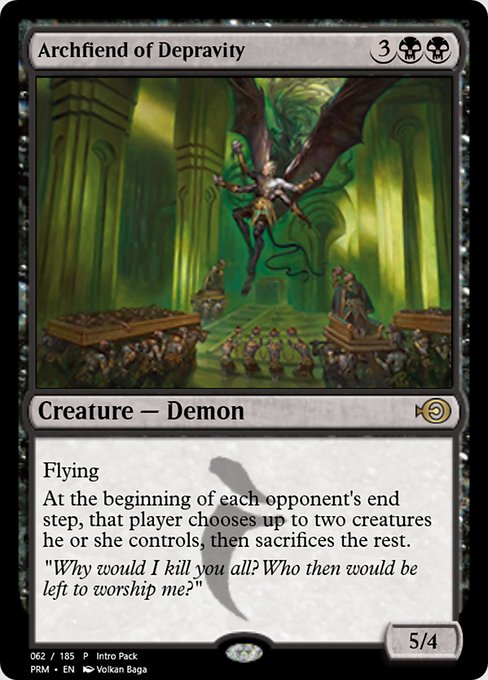 Archfiend of Depravity 3
Creature — Demon
Flying
At the beginning of each opponent's end
step, that player chooses up to two creatures
he or she controls, then sacrifices the rest.
"Why would I kill you all? Who then would be
left to worship me?"
5/4
062 / 185 P Intro Pack
PRM • EN Volkan Baga